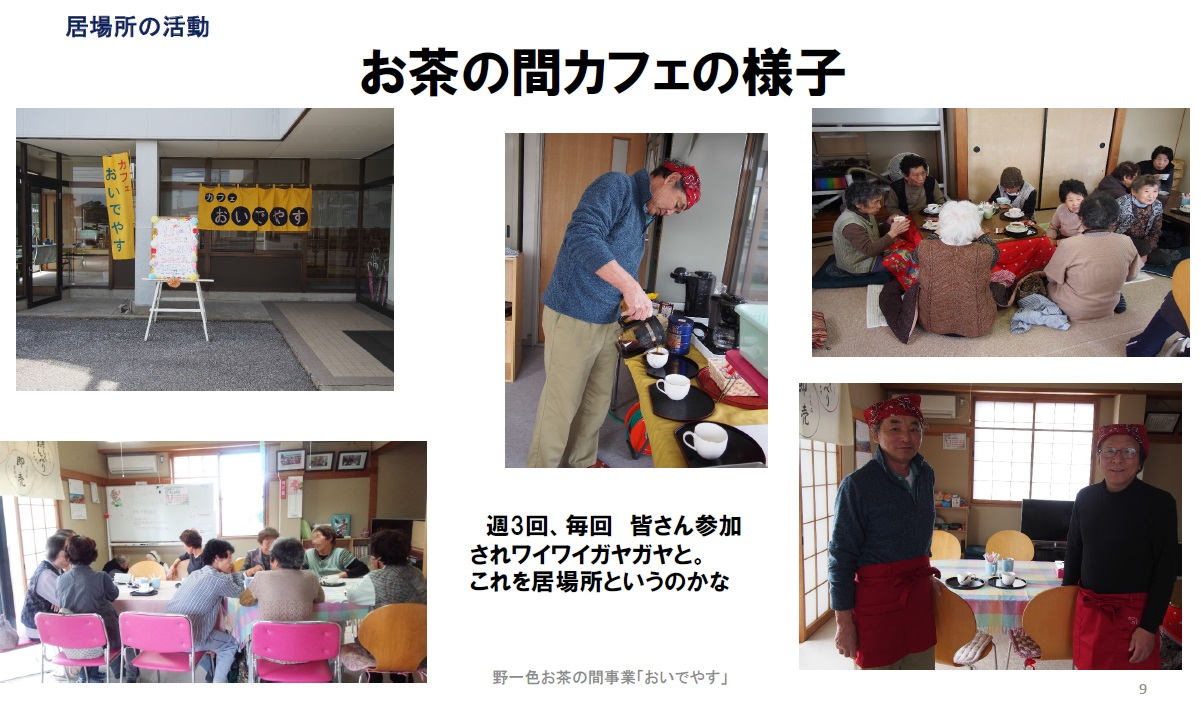 居場所の活動
お茶の間カフェの様子
カフェ
おいでやす
カフェ
おいでやす
即売
即売
週3回、毎回　皆さん参加
されワイワイガヤガヤと。
これを居場所というのかな
野一色お茶の間事業「おいでやす」
9